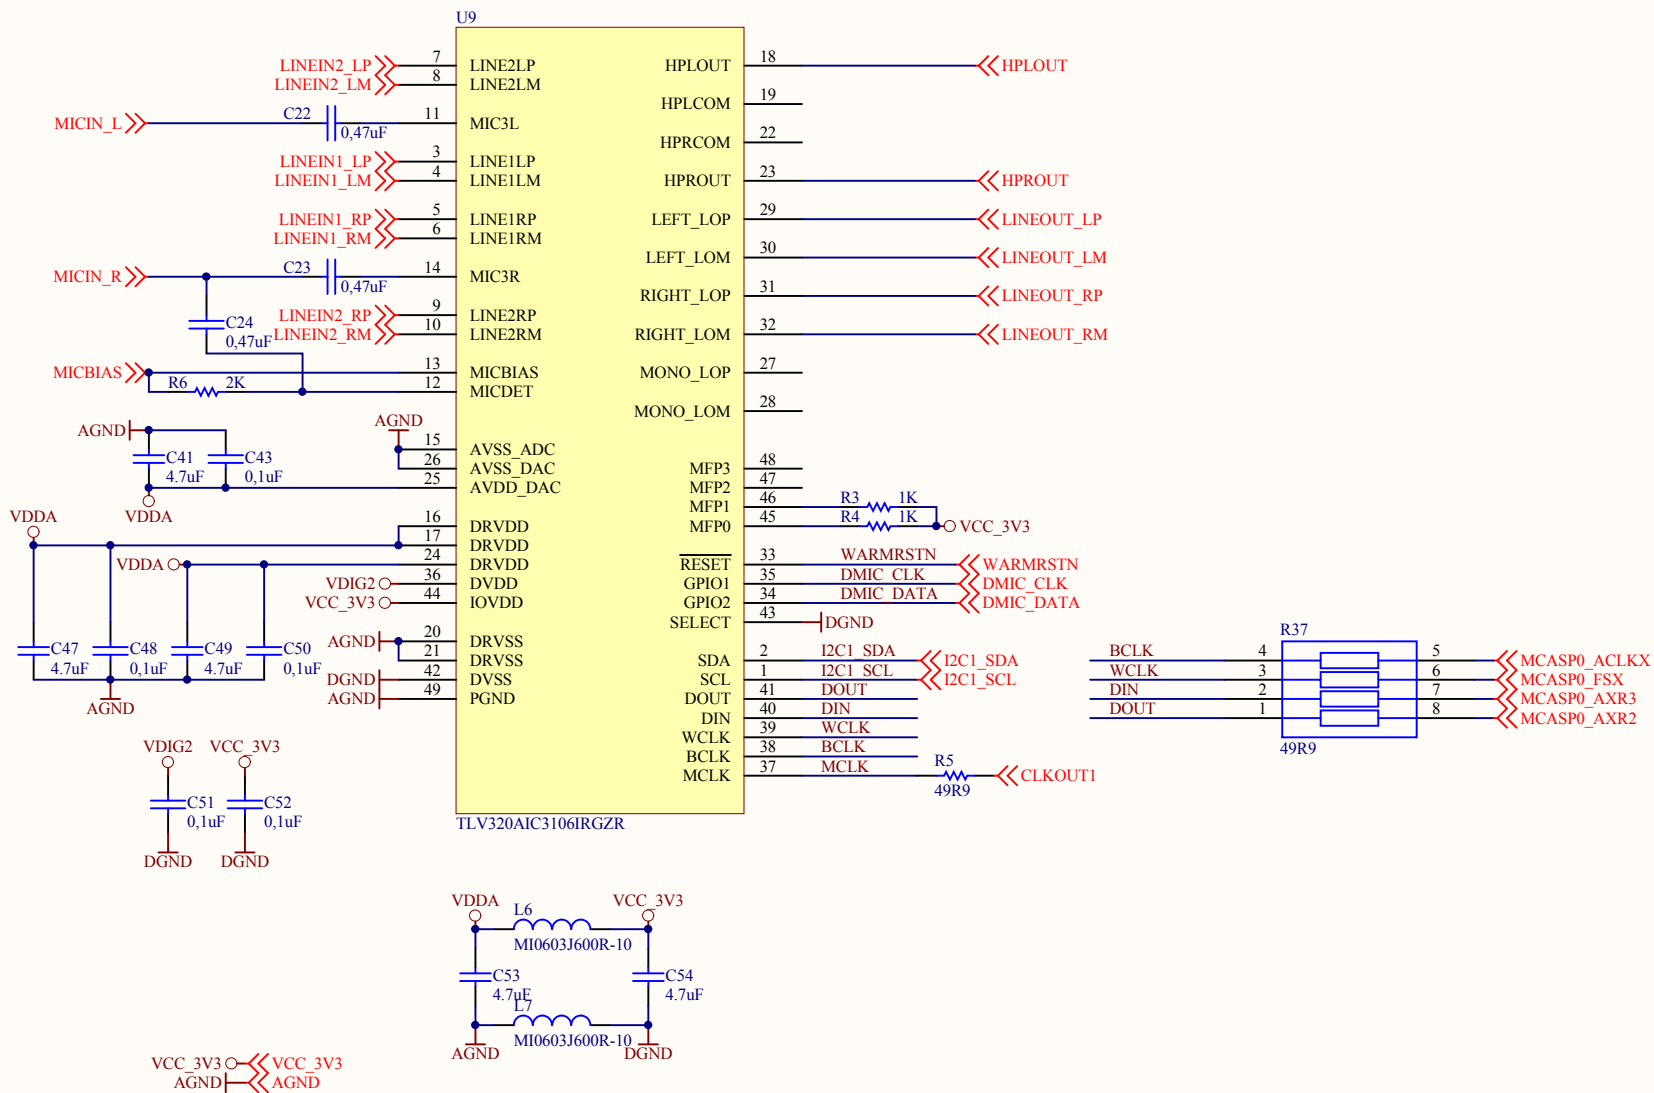 U9
LINEIN2_LP 7 LINE2LP HPLOUT 18 HPLOUT
LINEIN2_LM 8 LINE2LM
HPLCOM 19
MICIN_L C22 0,47uF 11 MIC3L
HPRCOM 22
LINEIN1_LP 3 LINE1LP
LINEIN1_LM 4 LINE1LM HPROUT 23 HPROUT
LINEIN1_RP 5 LINE1RP LEFT_LOP 29 LINEOUT_LP
LINEIN1_RM 6 LINE1RM
LEFT_LOM 30 LINEOUT_LM
MICIN_R C23 0,47uF 14 MIC3R
RIGHT_LOP 31 LINEOUT_RP
C24 0,47uF
LINEIN2_RP 9 LINE2RP
LINEIN2_RM 10 LINE2RM RIGHT_LOM 32 LINEOUT_RM
MICBIAS 13 MICBIAS MONO_LOP 27
R6 2K 12 MICDET
MONO_LOM 28
AGND AGND
15 AVSS_ADC
C41 4.7uF C43 0,1uF
26 AVSS_DAC MFP3 48
25 AVDD_DAC MFP2 47
VDDA VDDA
MFP1 46 R3 1K
16 DRVDD MFP0 45 R4 1K VCC_3V3
17 DRVDD
VDDA 24 DRVDD RESET 33 WARMRSTN WARMRSTN
VDIG2 36 DVDD GPIO1 35 DMIC_CLK DMIC_CLK
VCC_3V3 44 IOVDD GPIO2 34 DMIC_DATA DMIC_DATA
SELECT 43 DGND
AGND 20 DRVSS
21 DRVSS SDA 2 I2C1_SDA I2C1_SDA
DGND 42 DVSS SCL 1 I2C1_SCL I2C1_SCL
AGND 49 PGND DOUT 41 DOUT
DIN 40 DIN
WCLK 39 WCLK
BCLK 38 BCLK
MCLK 37 MCLK R5 49R9 CLKOUT1
TLV320AIC3106IRGZR
C47 4.7uF C48 0,1uF C49 4.7uF C50 0,1uF
AGND
R37
BCLK 4 5 MCASP0_ACLKX
WCLK 3 6 MCASP0_FSX
DIN 2 7 MCASP0_AXR3
DOUT 1 8 MCASP0_AXR2
49R9
VDIG2 VCC_3V3
C51 C52
0,1uF 0,1uF
DGND DGND
VDDA L6 VCC_3V3
MI0603J600R-10
C53 C54
4.7uF 4.7uF
L7
MI0603J600R-10
AGND DGND
VCC_3V3 VCC_3V3
AGND AGND